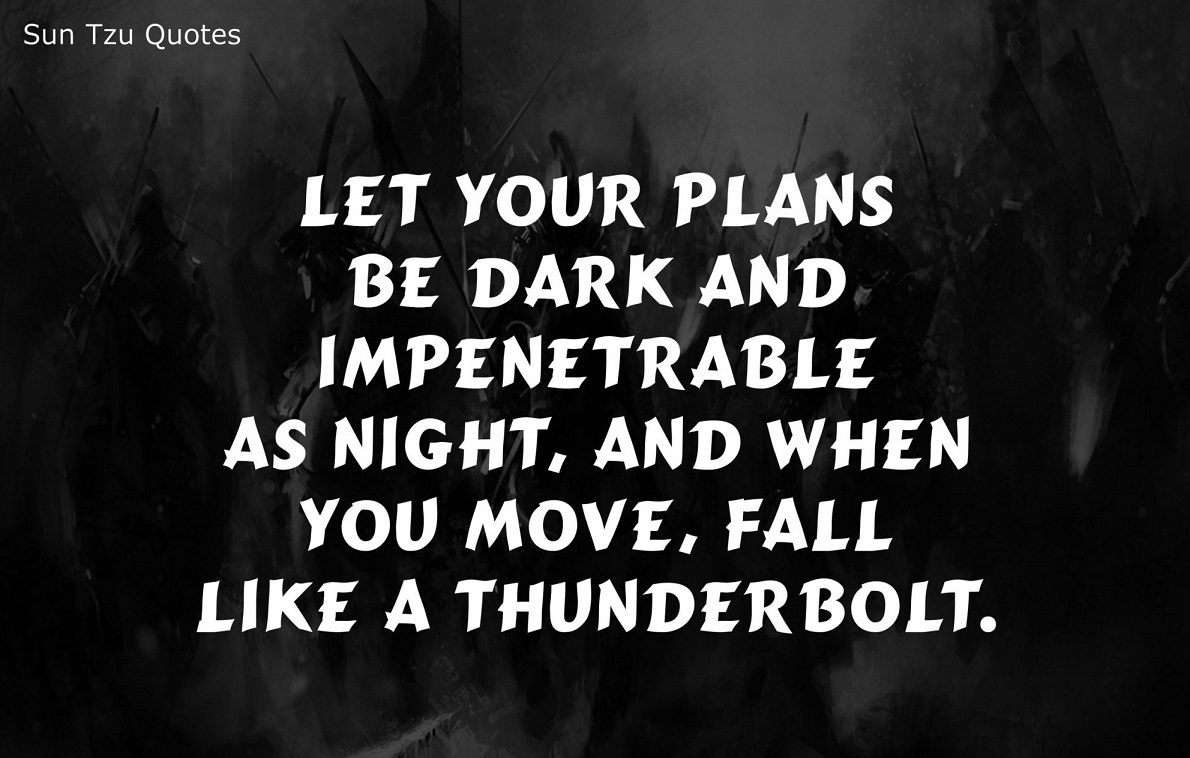 Sun Tzu Quotes
LET YOUR PLANS
BE DARK AND
IMPENETRABLE
AS NIGHT, AND WHEN
YOU MOVE, FALL
LIKE A THUNDERBOLT.